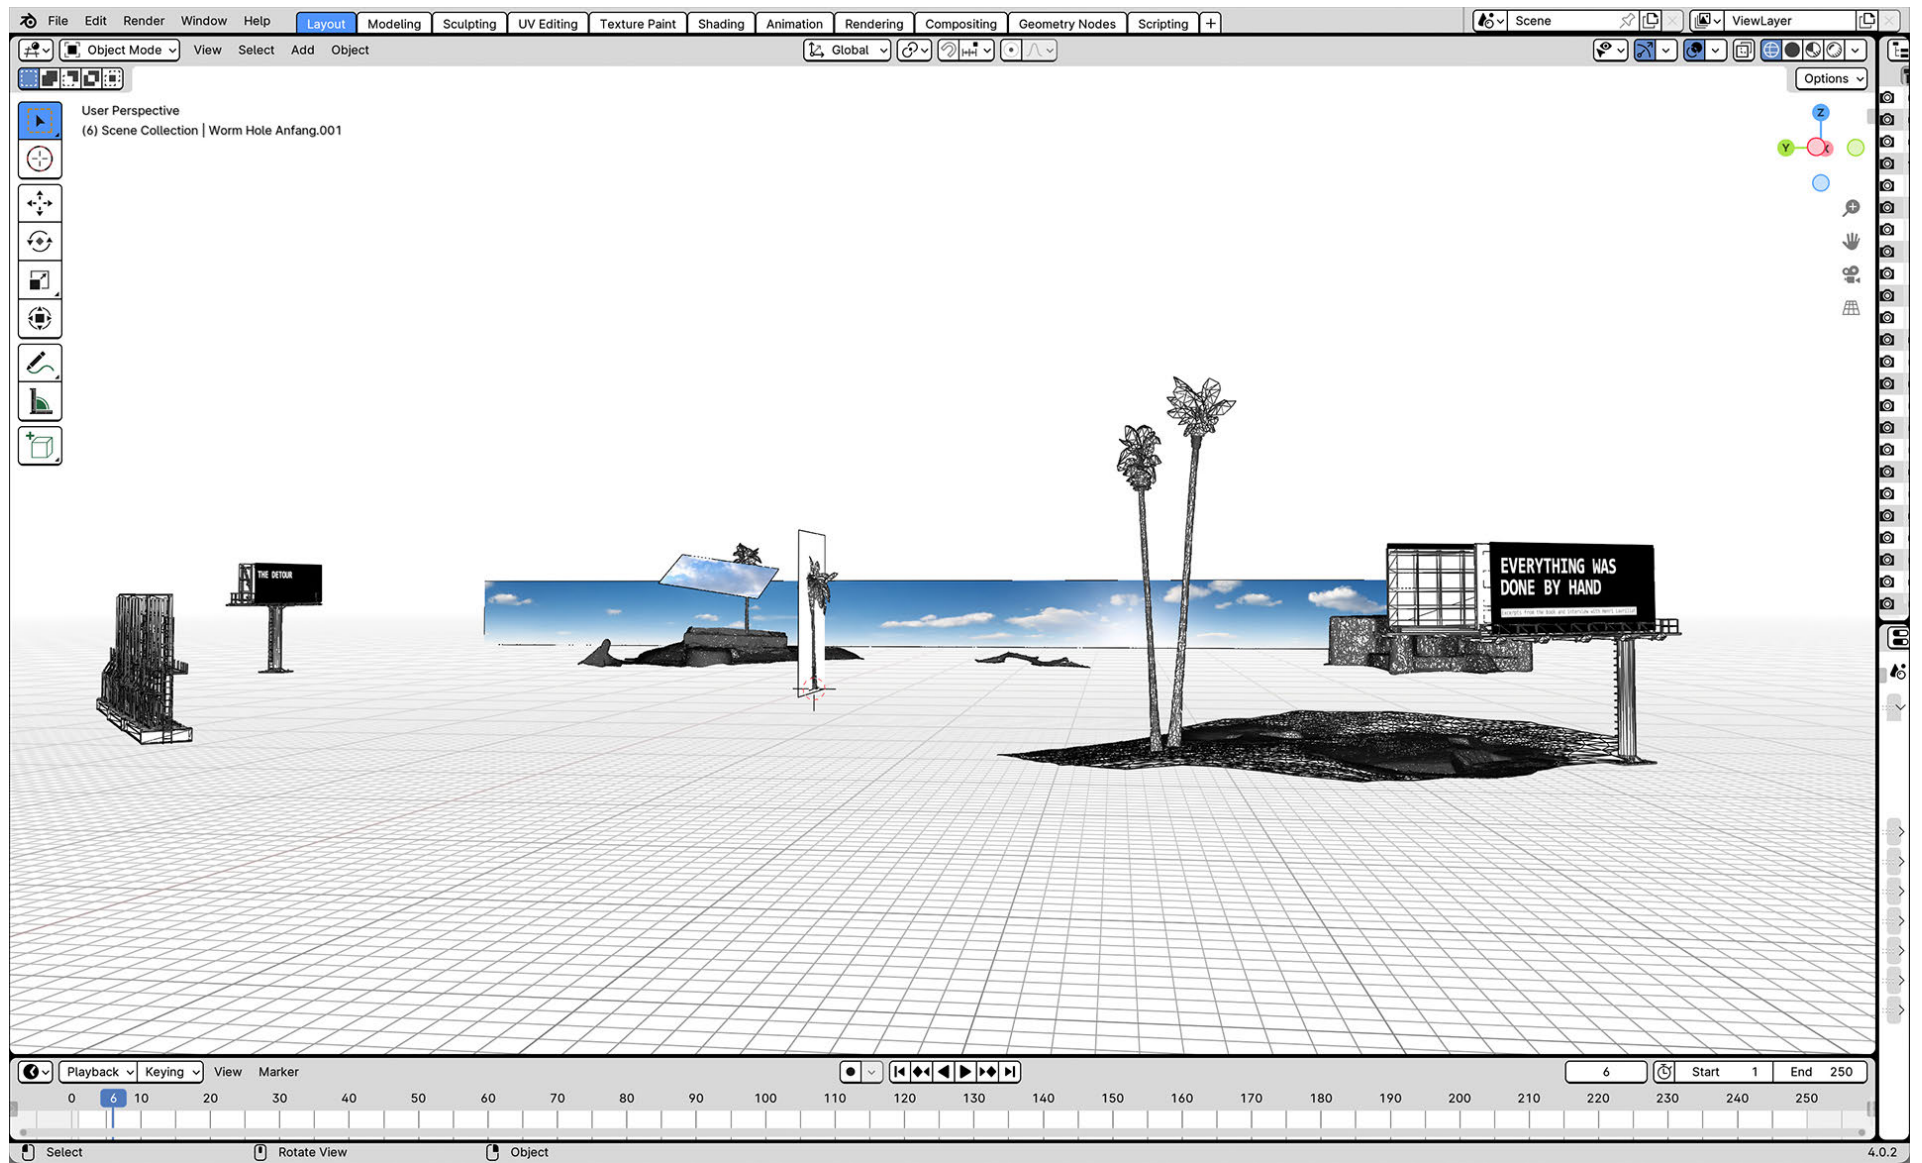 File Edit Render Window Help Layout Modeling Sculpting UV Editing Texture Paint Shading Animation Rendering Compositing Geometry Nodes Scripting + Scene ViewLayer
Object Mode View Select Add Object Global
Options
User Perspective
(6) Scene Collection | Worm Hole Anfang.001
Z
Y X
THE DETOUR
EVERYTHING WAS
DONE BY HAND
Playback Keying View Marker 6 Start 1 End 250
0 6 10 20 30 40 50 60 70 80 90 100 110 120 130 140 150 160 170 180 190 200 210 220 230 240 250
Select Rotate View Object 4.0.2